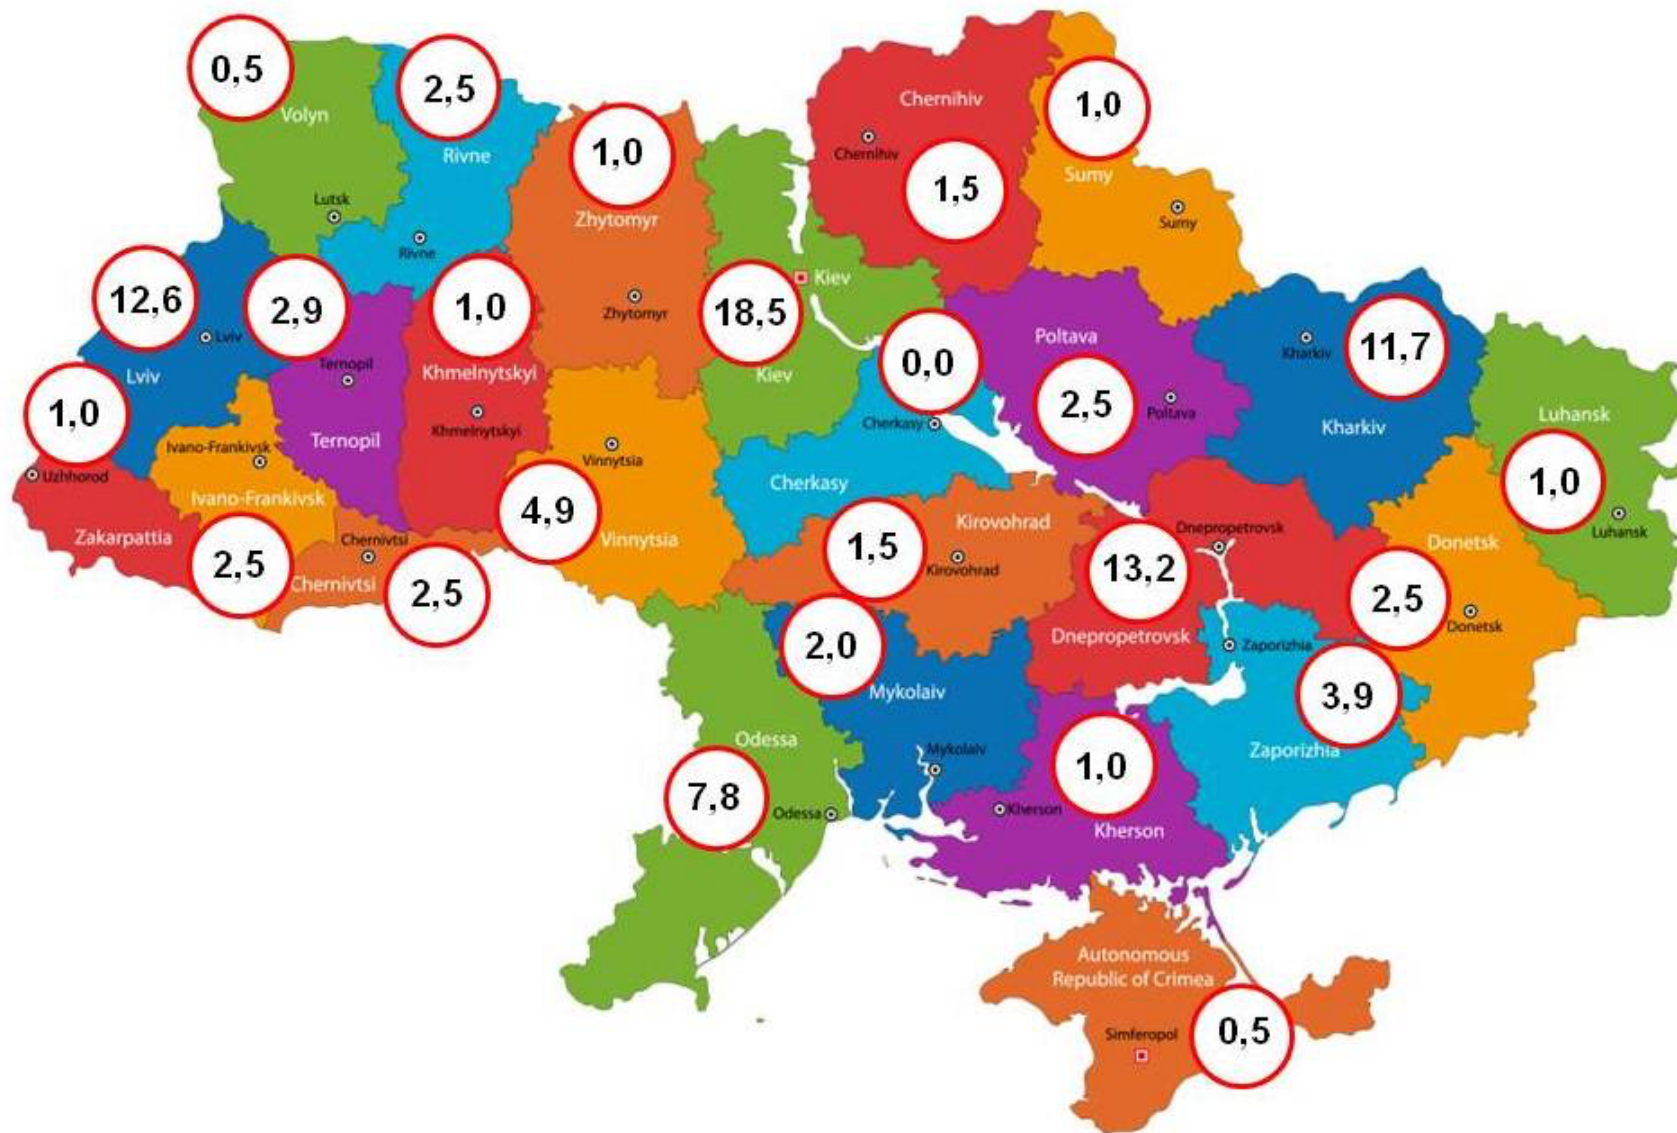 0,5
Volyn
Lutsk
2,5
Rivne
Rivne
1,0
Zhytomyr
Zhytomyr
Chernihiv
Chernihiv
1,5
1,0
Sumy
Sumy
12,6
Lviv
Lviv
2,9
Ternopil
Ternopil
1,0
Khmelnytskyi
Khmelnytskyi
18,5
Kiev
Kiev
0,0
Cherkasy
Cherkasy
Poltava
2,5
Poltava
Kharkiv
11,7
Kharkiv
Luhansk
1,0
Luhansk
1,0
Uzhhorod
Zakarpattia
Ivano-Frankivsk
Ivano-Frankivsk
2,5
Chernivtsi
Chernivtsi
2,5
4,9
Vinnytsia
Vinnytsia
1,5
Kirovohrad
Kirovohrad
13,2
Dnepropetrovsk
Dnepropetrovsk
Donetsk
2,5
Donetsk
2,0
Mykolaiv
Mykolaiv
Zaporizhia
3,9
Zaporizhia
Odessa
7,8
Odessa
1,0
Kherson
Kherson
Autonomous
Republic of Crimea
Simferopol
0,5